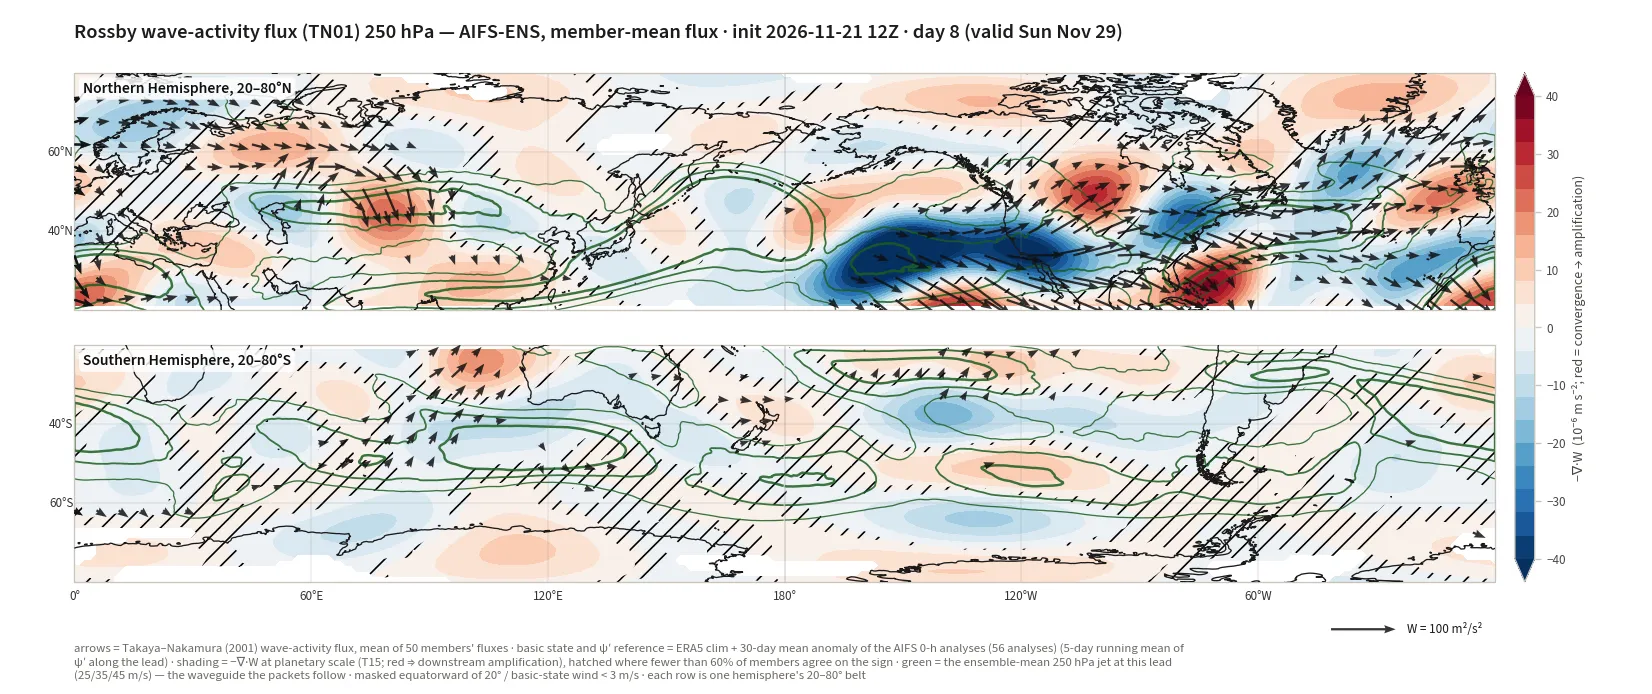 Rossby wave-activity flux (TN01) 250 hPa — AIFS-ENS, member-mean flux · init 2026-11-21 12Z · day 8 (valid Sun Nov 29)
Northern Hemisphere, 20–80°N
60°N
40°N
Southern Hemisphere, 20–80°S
40°S
60°S
0°
60°E
120°E
180°
120°W
60°W
40
30
20
10
0
−10
−20
−30
−40
−∇·W (10⁻⁶ m s⁻²; red = convergence → amplification)
W = 100 m²/s²
arrows = Takaya–Nakamura (2001) wave-activity flux, mean of 50 members' fluxes · basic state and ψ′ reference = ERA5 clim + 30-day mean anomaly of the AIFS 0-h analyses (56 analyses) (5-day running mean of
ψ′ along the lead) · shading = −∇·W at planetary scale (T15; red ⇒ downstream amplification), hatched where fewer than 60% of members agree on the sign · green = the ensemble-mean 250 hPa jet at this lead
(25/35/45 m/s) — the waveguide the packets follow · masked equatorward of 20° / basic-state wind < 3 m/s · each row is one hemisphere's 20–80° belt